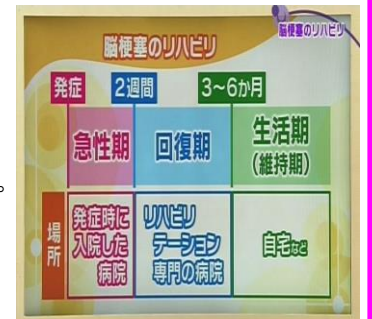 脳梗塞のリハビリ
脳梗塞のリハビリ
発症 2週間 3〜6か月
急性期 回復期 生活期
(維持期)
場所
発症時に
入院した
病院
リハビリ
テーション
専門の病院
自宅など
。